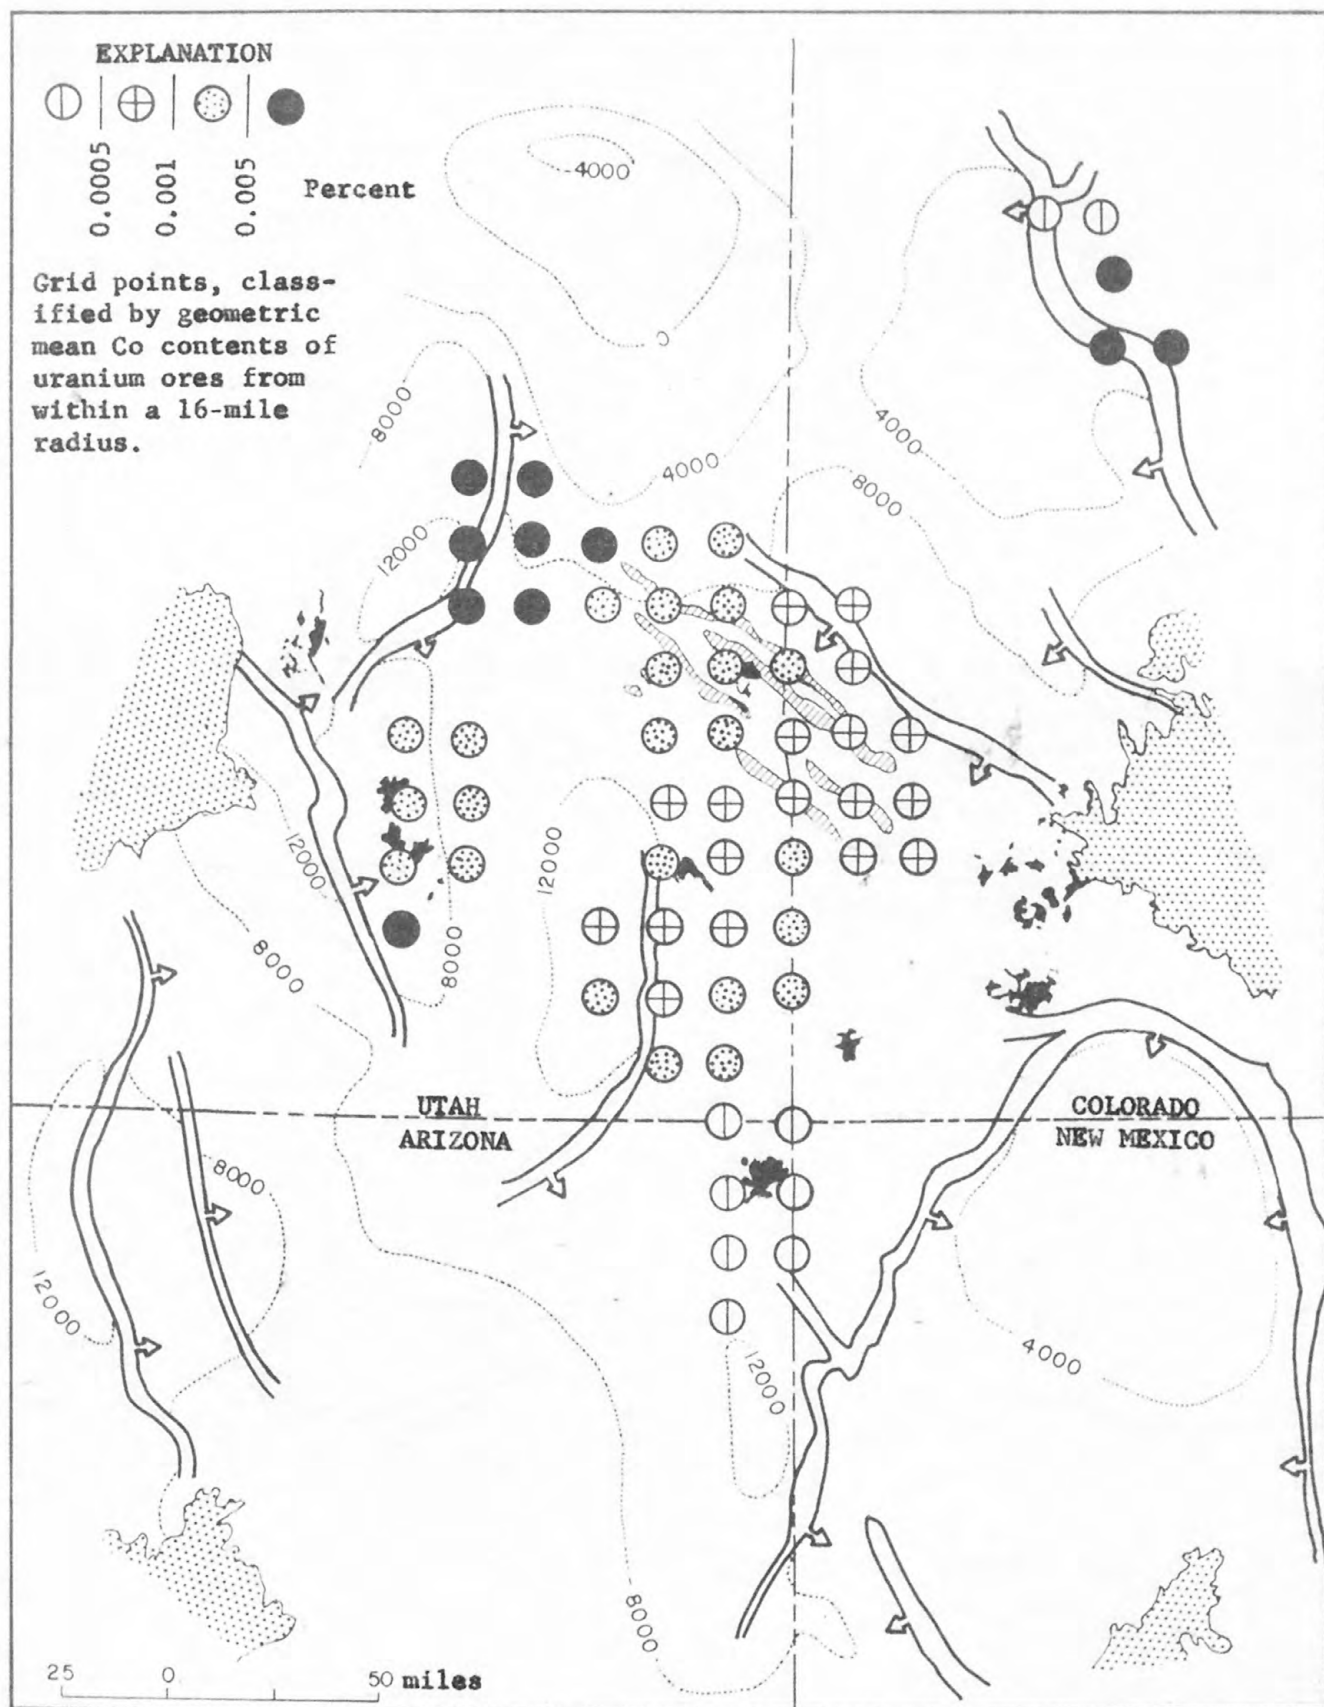 EXPLANATION
0.0005
0.001
0.005
Percent
Grid points, class-
ified by geometric
mean Co contents of
uranium ores from
within a 16-mile
radius.
-4000
0
8000
4000
4000
8000
12000
12000
12000
8000
8000
UTAH
ARIZONA
COLORADO
NEW MEXICO
8000
12000
4000
12000
8000
25 0 50 miles